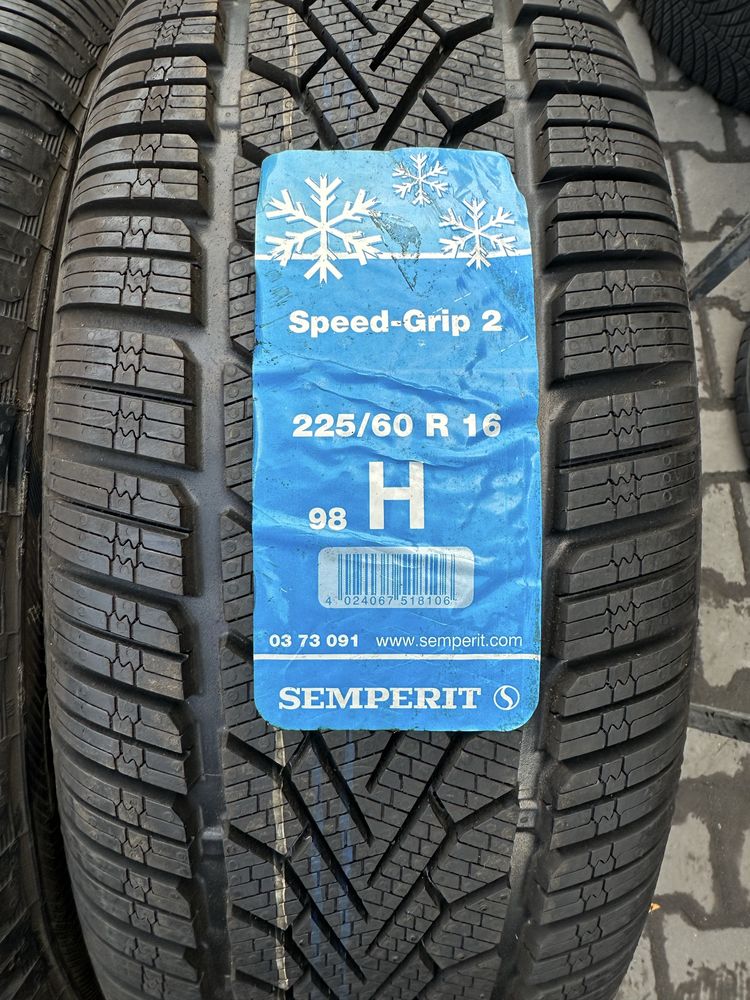 Speed-Grip 2
225/60 R 16
98 H
4 024067 518106
03 73 091 www.semperit.com
SEMPERIT